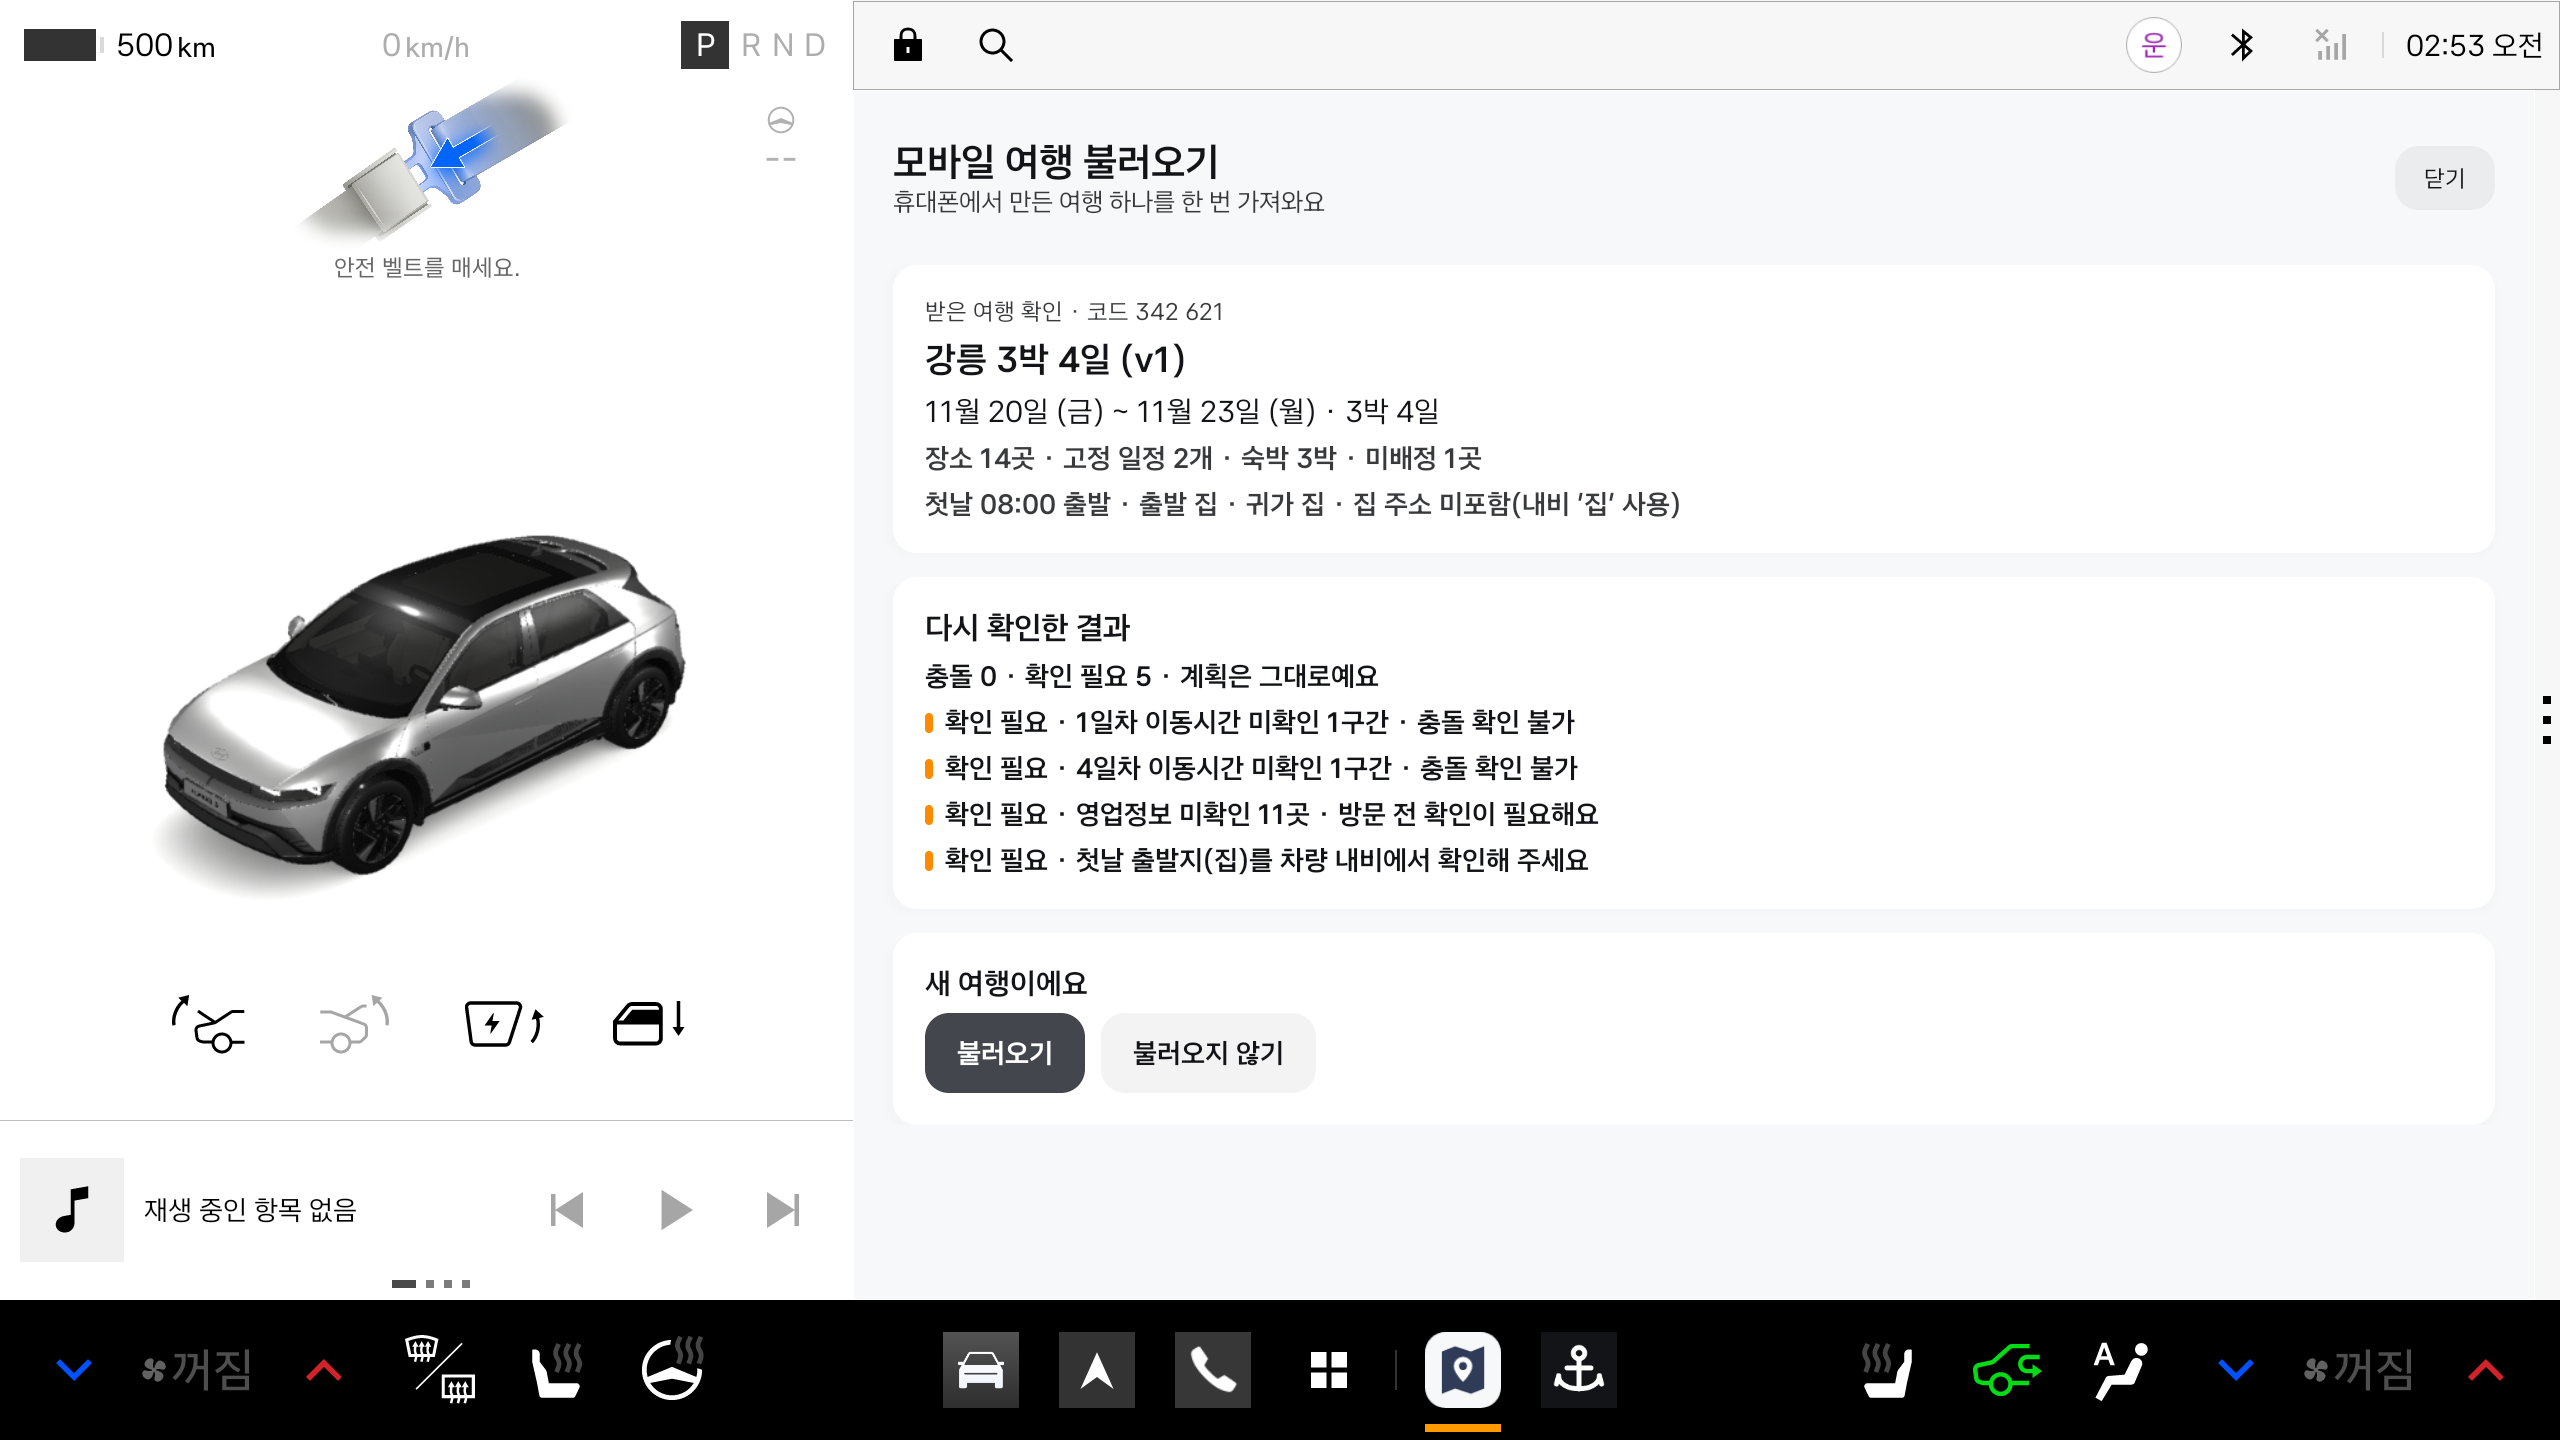 500 km
0 km/h
P R N D
운
02:53 오전
안전 벨트를 매세요.
모바일 여행 불러오기
휴대폰에서 만든 여행 하나를 한 번 가져와요
닫기
받은 여행 확인 · 코드 342 621
강릉 3박 4일 (v1)
11월 20일 (금) ~ 11월 23일 (월) · 3박 4일
장소 14곳 · 고정 일정 2개 · 숙박 3박 · 미배정 1곳
첫날 08:00 출발 · 출발 집 · 귀가 집 · 집 주소 미포함(내비 '집' 사용)
다시 확인한 결과
충돌 0 · 확인 필요 5 · 계획은 그대로예요
확인 필요 · 1일차 이동시간 미확인 1구간 · 충돌 확인 불가
확인 필요 · 4일차 이동시간 미확인 1구간 · 충돌 확인 불가
확인 필요 · 영업정보 미확인 11곳 · 방문 전 확인이 필요해요
확인 필요 · 첫날 출발지(집)를 차량 내비에서 확인해 주세요
새 여행이에요
불러오기
불러오지 않기
재생 중인 항목 없음
꺼짐
A
꺼짐